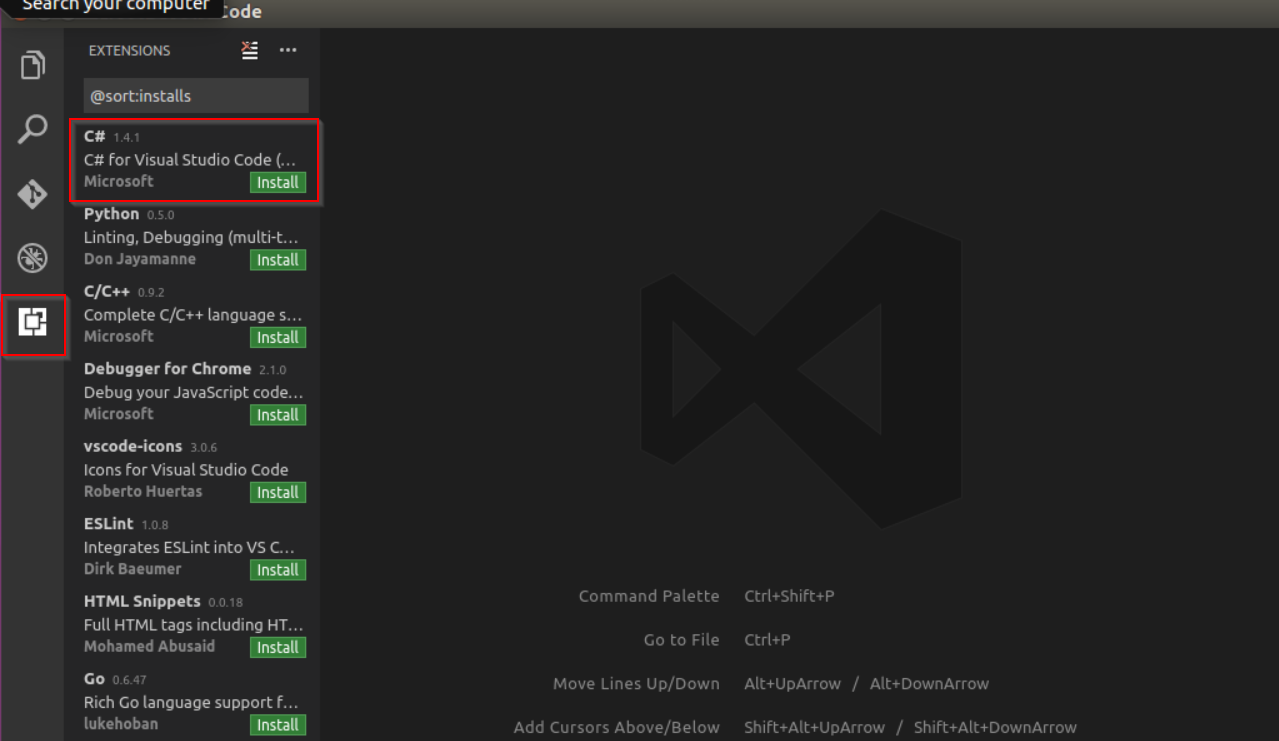 Search your computer
Code
EXTENSIONS
@sort:installs
C# 1.4.1
C# for Visual Studio Code (...
Microsoft Install
Python 0.5.0
Linting, Debugging (multi-t...
Don Jayamanne Install
C/C++ 0.9.2
Complete C/C++ language s...
Microsoft Install
Debugger for Chrome 2.1.0
Debug your JavaScript code...
Microsoft Install
vscode-icons 3.0.6
Icons for Visual Studio Code
Roberto Huertas Install
ESLint 1.0.8
Integrates ESLint into VS C...
Dirk Baeumer Install
HTML Snippets 0.0.18
Full HTML tags including HT...
Mohamed Abusaid Install
Go 0.6.47
Rich Go language support f...
lukehoban Install
Command Palette Ctrl+Shift+P
Go to File Ctrl+P
Move Lines Up/Down Alt+UpArrow / Alt+DownArrow
Add Cursors Above/Below Shift+Alt+UpArrow / Shift+Alt+DownArrow